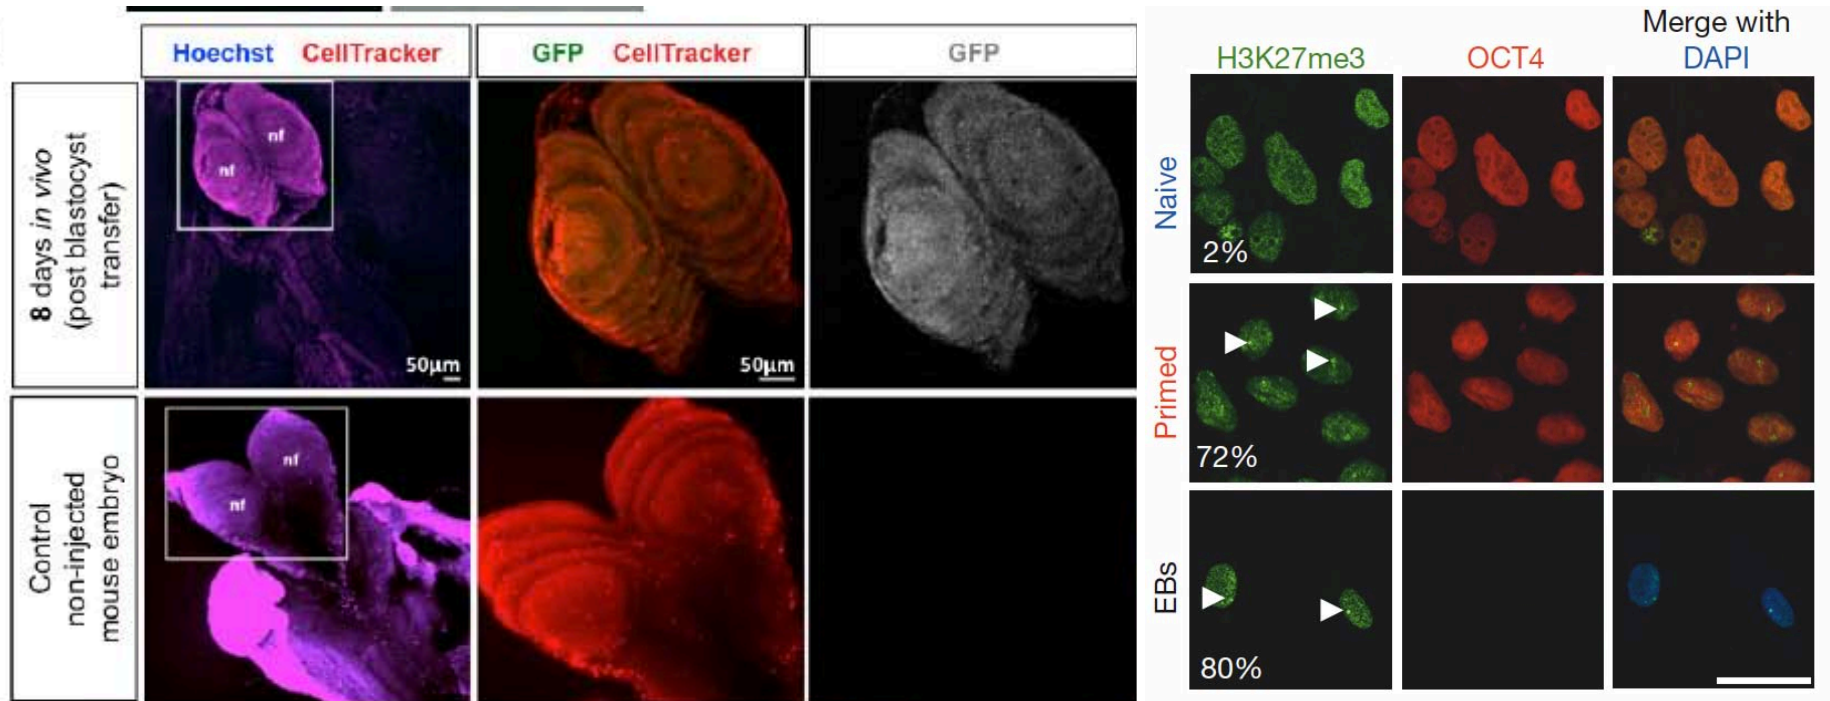 Hoechst CellTracker
GFP CellTracker
GFP
8 days in vivo
(post blastocyst
transfer)
nf
nf
50μm
50μm
Control
non-injected
mouse embryo
nf
nf
H3K27me3
OCT4
Merge with
DAPI
Naive
2%
Primed
72%
EBs
80%